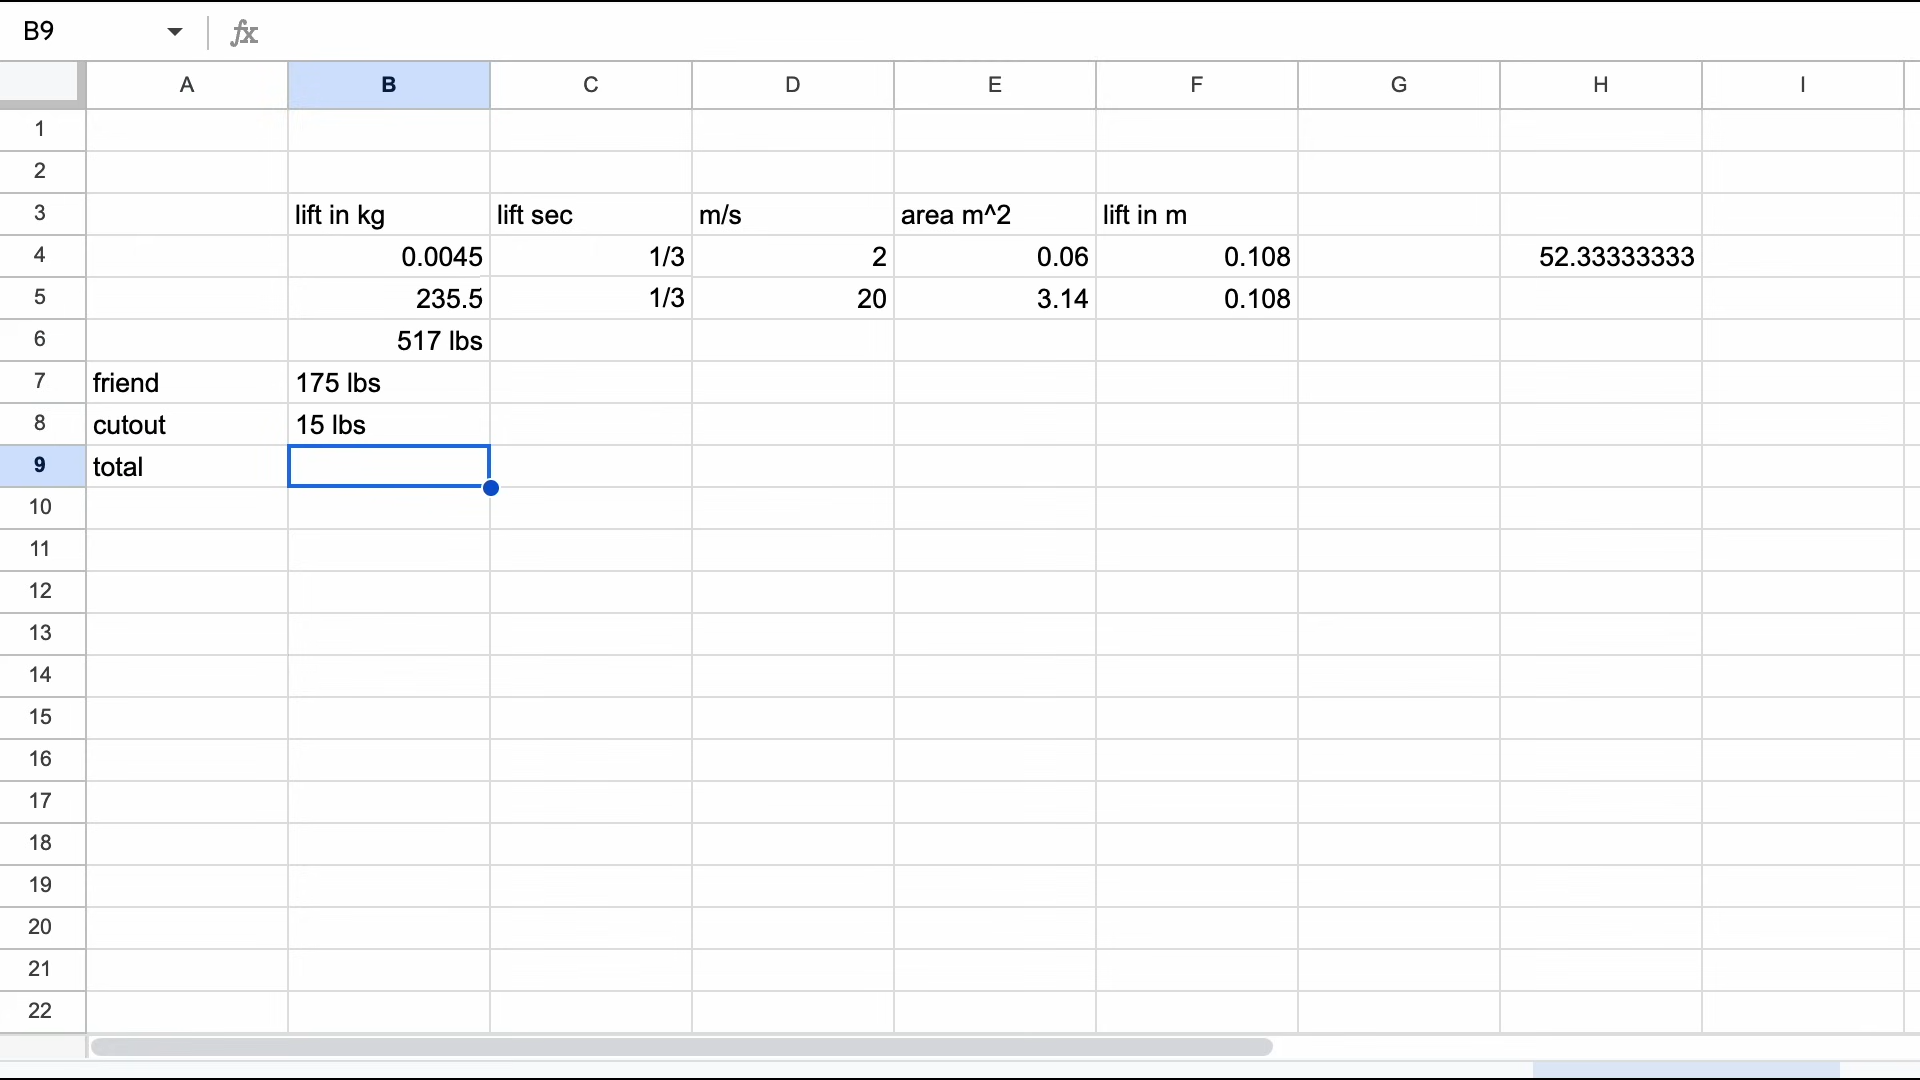 B9 fx
A B C D E F G H I
1
2
3 lift in kg lift sec m/s area m^2 lift in m
4 0.0045 1/3 2 0.06 0.108 52.33333333
5 235.5 1/3 20 3.14 0.108
6 517 lbs
7 friend 175 lbs
8 cutout 15 lbs
9 total
10
11
12
13
14
15
16
17
18
19
20
21
22